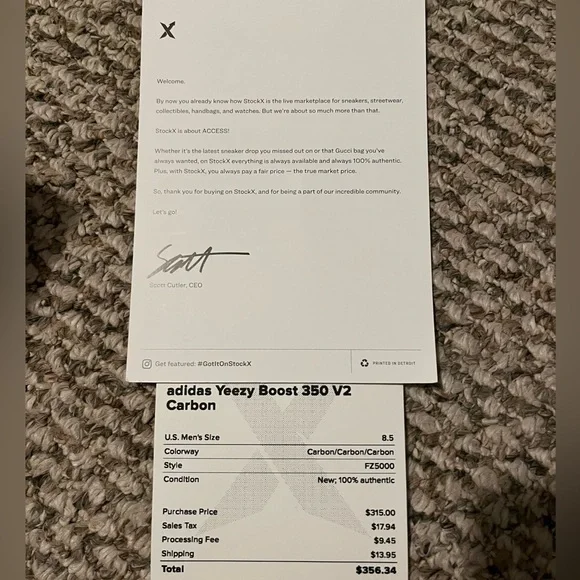 Welcome.
By now you already know how StockX is the live marketplace for sneakers, streetwear,
collectibles, handbags, and watches. But we're about so much more than that.
StockX is about ACCESS!
Whether it's the latest sneaker drop you missed out on or that Gucci bag you've
always wanted, on StockX everything is always available and always 100% authentic.
Plus, with StockX, you always pay a fair price — the true market price.
So, thank you for buying on StockX, and for being a part of our incredible community.
Let's go!
Scott
Scott Cutler, CEO
Get featured: #GotItOnStockX
PRINTED IN DETROIT
adidas Yeezy Boost 350 V2
Carbon
U.S. Men's Size 8.5
Colorway Carbon/Carbon/Carbon
Style FZ5000
Condition New; 100% authentic
Purchase Price $315.00
Sales Tax $17.94
Processing Fee $9.45
Shipping $13.95
Total $356.34